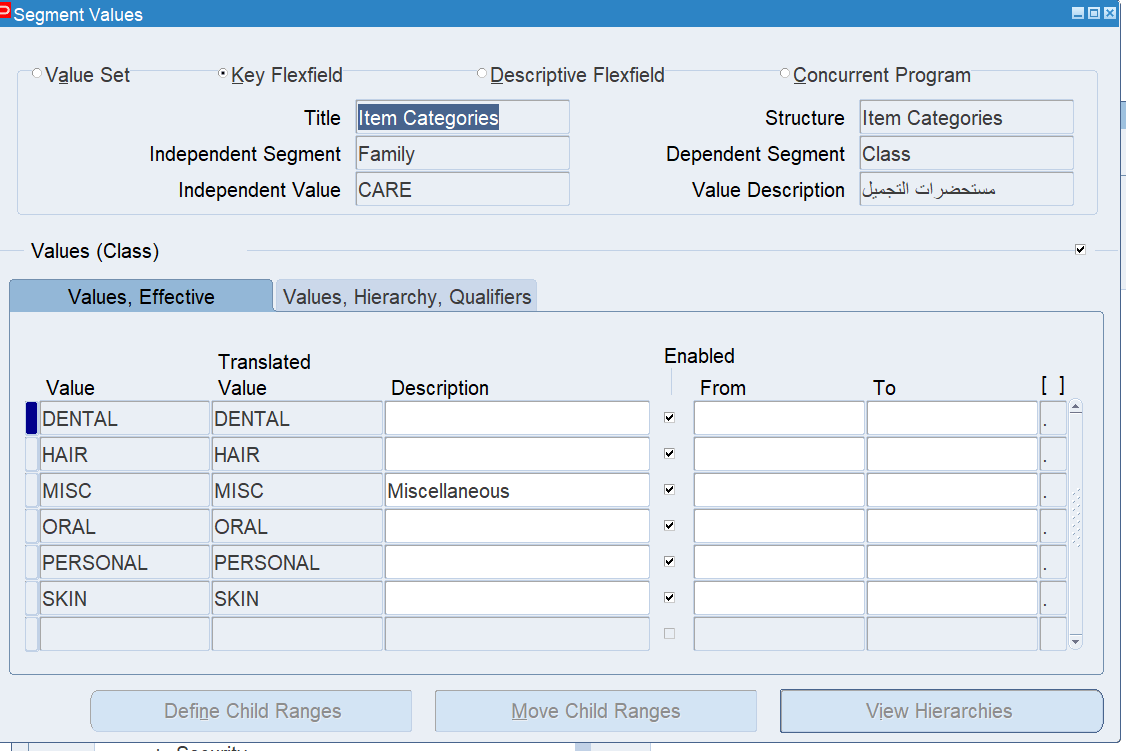 Segment Values
Value Set Key Flexfield Descriptive Flexfield Concurrent Program
Title Item Categories Structure Item Categories
Independent Segment Family Dependent Segment Class
Independent Value CARE Value Description مستحضرات التجميل
Values (Class)
Values, Effective Values, Hierarchy, Qualifiers
Translated Enabled
Value Value Description From To [ ]
DENTAL DENTAL .
HAIR HAIR .
MISC MISC Miscellaneous .
ORAL ORAL .
PERSONAL PERSONAL .
SKIN SKIN .
Define Child Ranges Move Child Ranges View Hierarchies
Security